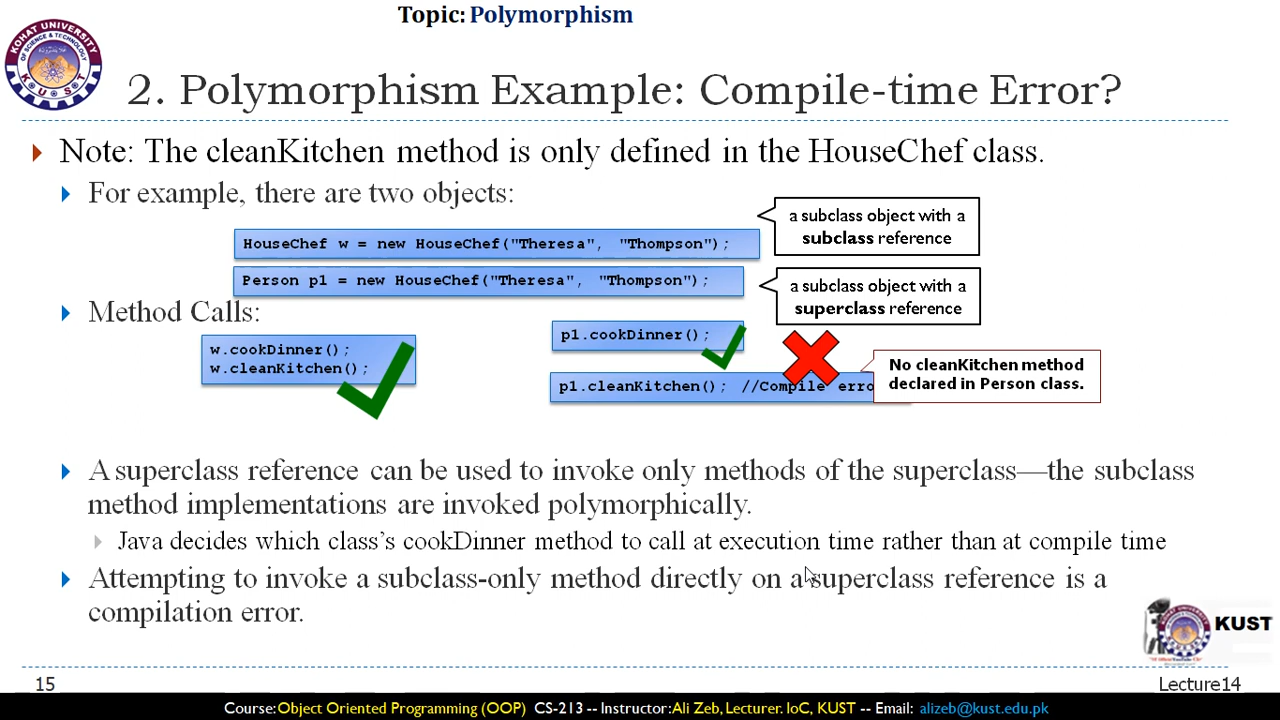 Topic: Polymorphism
KOHAT UNIVERSITY
OF SCIENCE & TECHNOLOGY
K U S T
2. Polymorphism Example: Compile-time Error?
Note: The cleanKitchen method is only defined in the HouseChef class.
For example, there are two objects:
a subclass object with a
subclass reference
HouseChef w = new HouseChef("Theresa", "Thompson");
Person p1 = new HouseChef("Theresa", "Thompson");
a subclass object with a
superclass reference
Method Calls:
w.cookDinner();
w.cleanKitchen();
p1.cookDinner();
p1.cleanKitchen(); //Compile erro
No cleanKitchen method
declared in Person class.
A superclass reference can be used to invoke only methods of the superclass—the subclass
method implementations are invoked polymorphically.
Java decides which class's cookDinner method to call at execution time rather than at compile time
Attempting to invoke a subclass-only method directly on a superclass reference is a
compilation error.
KUST
15
Lecture14
Course: Object Oriented Programming (OOP) CS-213 -- Instructor: Ali Zeb, Lecturer. IoC, KUST -- Email: alizeb@kust.edu.pk